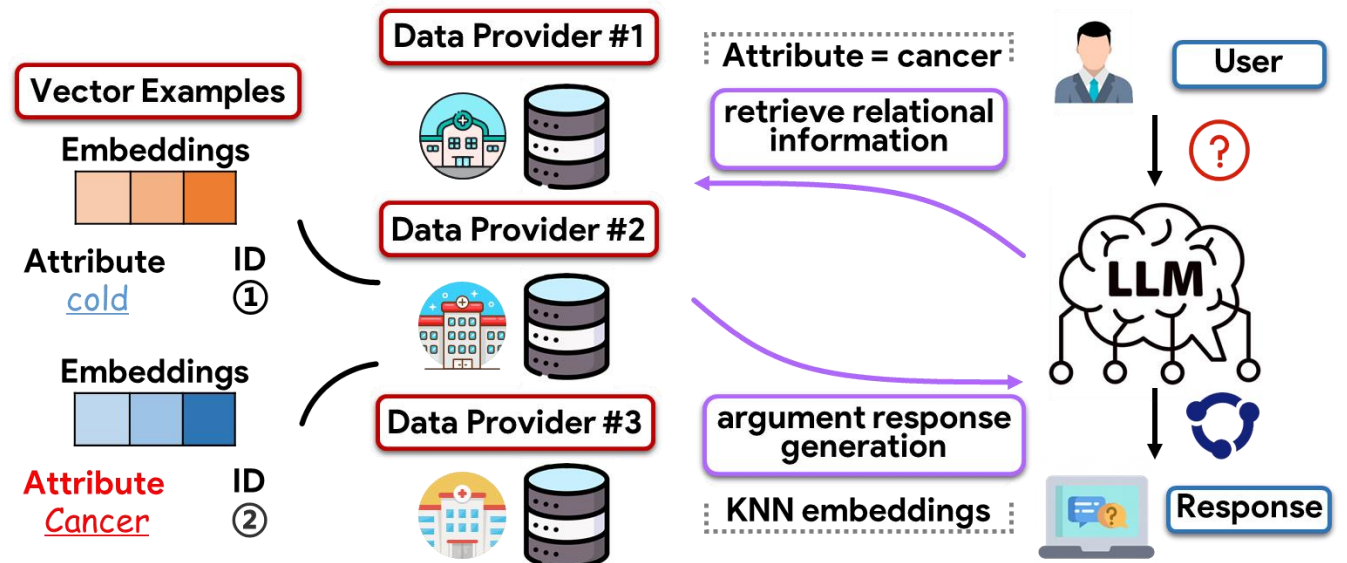 Vector Examples
Embeddings
Attribute ID
cold 1
Embeddings
Attribute ID
Cancer 2
Data Provider #1
Data Provider #2
Data Provider #3
Attribute = cancer
retrieve relational
information
argument response
generation
KNN embeddings
User
?
LLM
?
Response